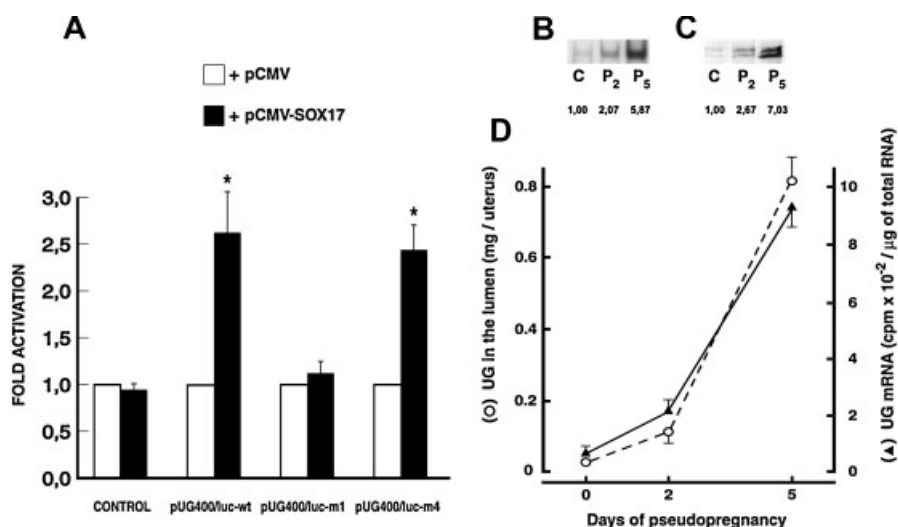 A
+ pCMV
+ pCMV-SOX17
FOLD ACTIVATION
3,0
2,5
2,0
1,5
1,0
0,5
0,0
*
*
CONTROL pUG400/luc-wt pUG400/luc-m1 pUG400/luc-m4
B
C P2 P5
1,00 2,07 5,87
C
C P2 P5
1,00 2,67 7,03
D
(O) UG in the lumen (mg / uterus)
0.8
0.6
0.4
0.2
0
10
8
6
4
2
0
(▲) UG mRNA (cpm x 10-2 / µg of total RNA)
0 2 5
Days of pseudopregnancy